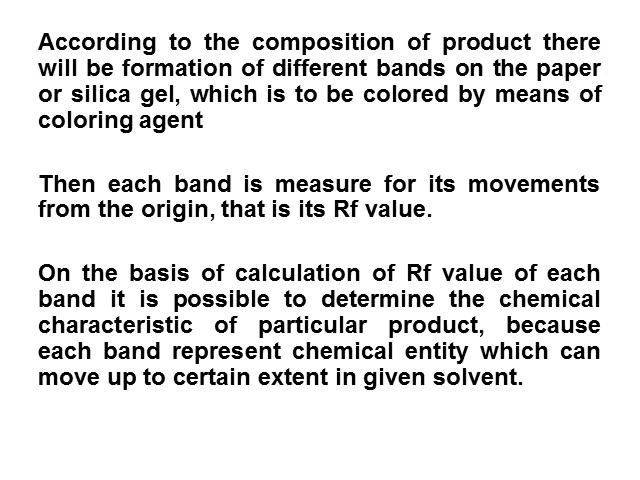 According to the composition of product there
will be formation of different bands on the paper
or silica gel, which is to be colored by means of
coloring agent
Then each band is measure for its movements
from the origin, that is its Rf value.
On the basis of calculation of Rf value of each
band it is possible to determine the chemical
characteristic of particular product, because
each band represent chemical entity which can
move up to certain extent in given solvent.